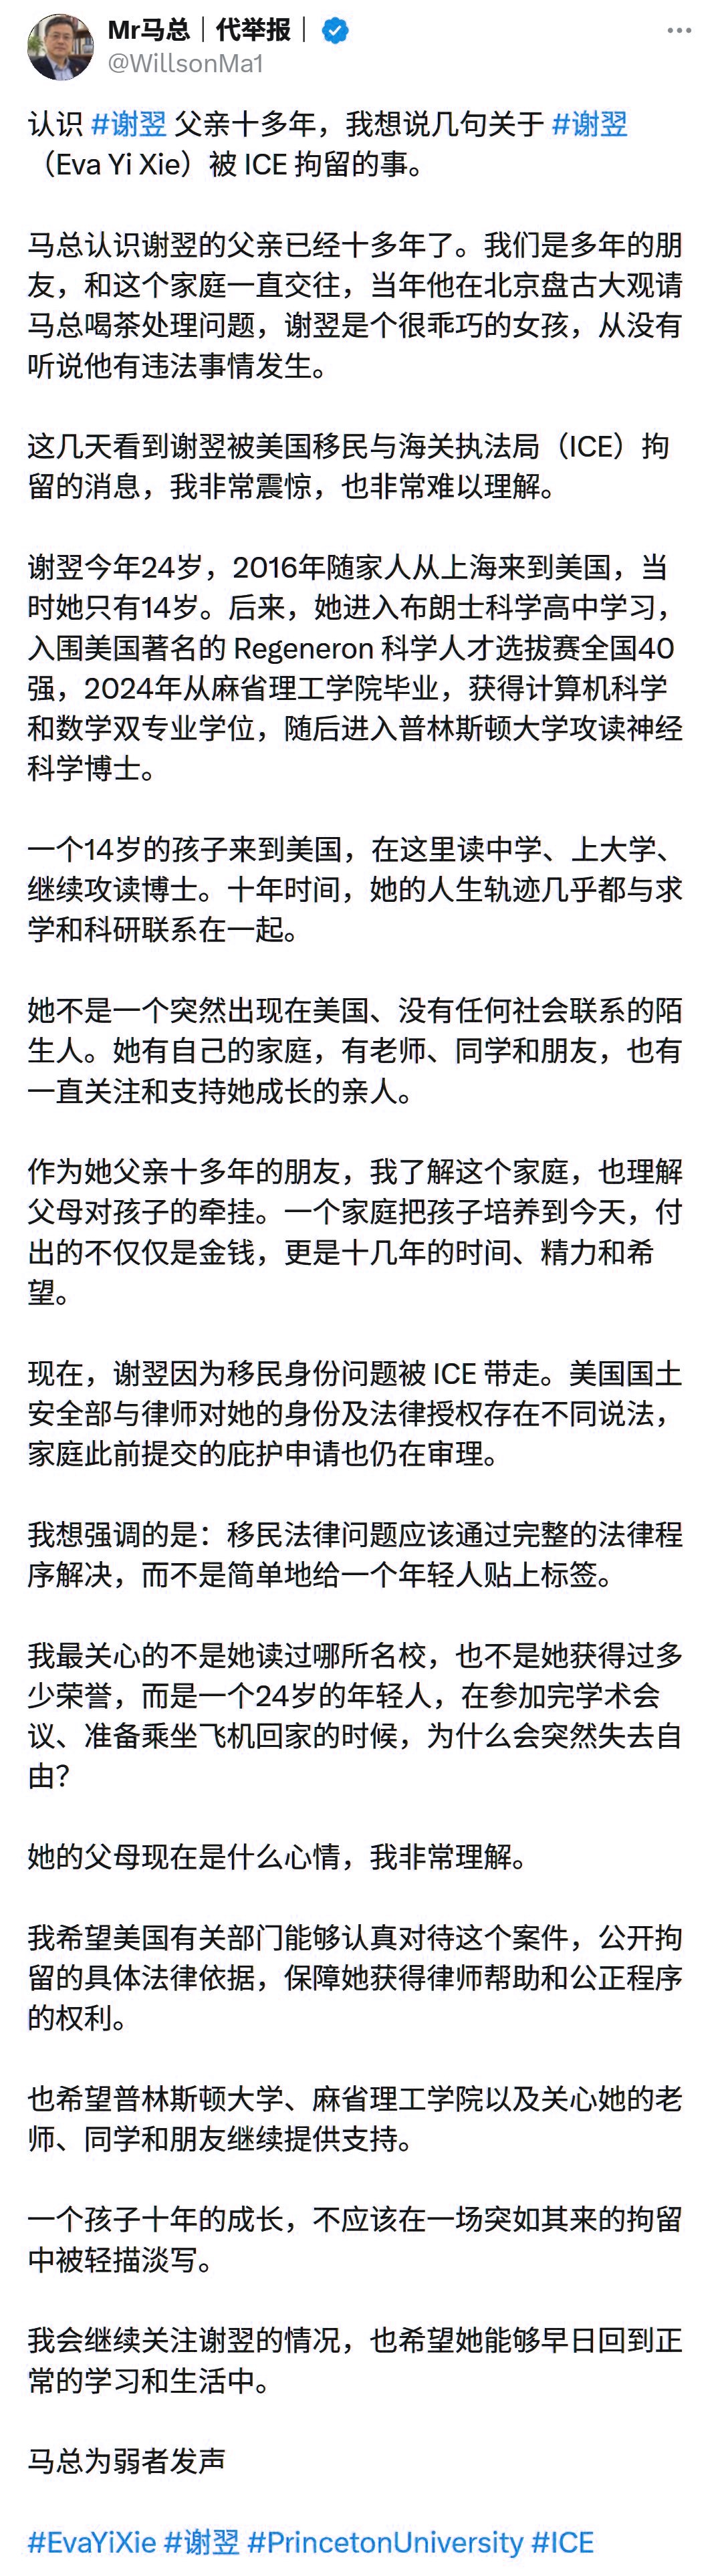 Mr马总｜代举报｜
@WillsonMa1
认识 #谢翌 父亲十多年，我想说几句关于 #谢翌
（Eva Yi Xie）被 ICE 拘留的事。
马总认识谢翌的父亲已经十多年了。我们是多年的朋
友，和这个家庭一直交往，当年他在北京盘古大观请
马总喝茶处理问题，谢翌是个很乖巧的女孩，从没有
听说他有违法事情发生。
这几天看到谢翌被美国移民与海关执法局（ICE）拘
留的消息，我非常震惊，也非常难以理解。
谢翌今年24岁，2016年随家人从上海来到美国，当
时她只有14岁。后来，她进入布朗士科学高中学习，
入围美国著名的 Regeneron 科学人才选拔赛全国40
强，2024年从麻省理工学院毕业，获得计算机科学
和数学双专业学位，随后进入普林斯顿大学攻读神经
科学博士。
一个14岁的孩子来到美国，在这里读中学、上大学、
继续攻读博士。十年时间，她的人生轨迹几乎都与求
学和科研联系在一起。
她不是一个突然出现在美国、没有任何社会联系的陌
生人。她有自己的家庭，有老师、同学和朋友，也有
一直关注和支持她成长的亲人。
作为她父亲十多年的朋友，我了解这个家庭，也理解
父母对孩子的牵挂。一个家庭把孩子培养到今天，付
出的不仅仅是金钱，更是十几年的时间、精力和希
望。
现在，谢翌因为移民身份问题被 ICE 带走。美国国土
安全部与律师对她的身份及法律授权存在不同说法，
家庭此前提交的庇护申请也仍在审理。
我想强调的是：移民法律问题应该通过完整的法律程
序解决，而不是简单地给一个年轻人贴上标签。
我最关心的不是她读过哪所名校，也不是她获得过多
少荣誉，而是一个24岁的年轻人，在参加完学术会
议、准备乘坐飞机回家的时候，为什么会突然失去自
由？
她的父母现在是什么心情，我非常理解。
我希望美国有关部门能够认真对待这个案件，公开拘
留的具体法律依据，保障她获得律师帮助和公正程序
的权利。
也希望普林斯顿大学、麻省理工学院以及关心她的老
师、同学和朋友继续提供支持。
一个孩子十年的成长，不应该在一场突如其来的拘留
中被轻描淡写。
我会继续关注谢翌的情况，也希望她能够早日回到正
常的学习和生活中。
马总为弱者发声
#EvaYiXie #谢翌 #PrincetonUniversity #ICE